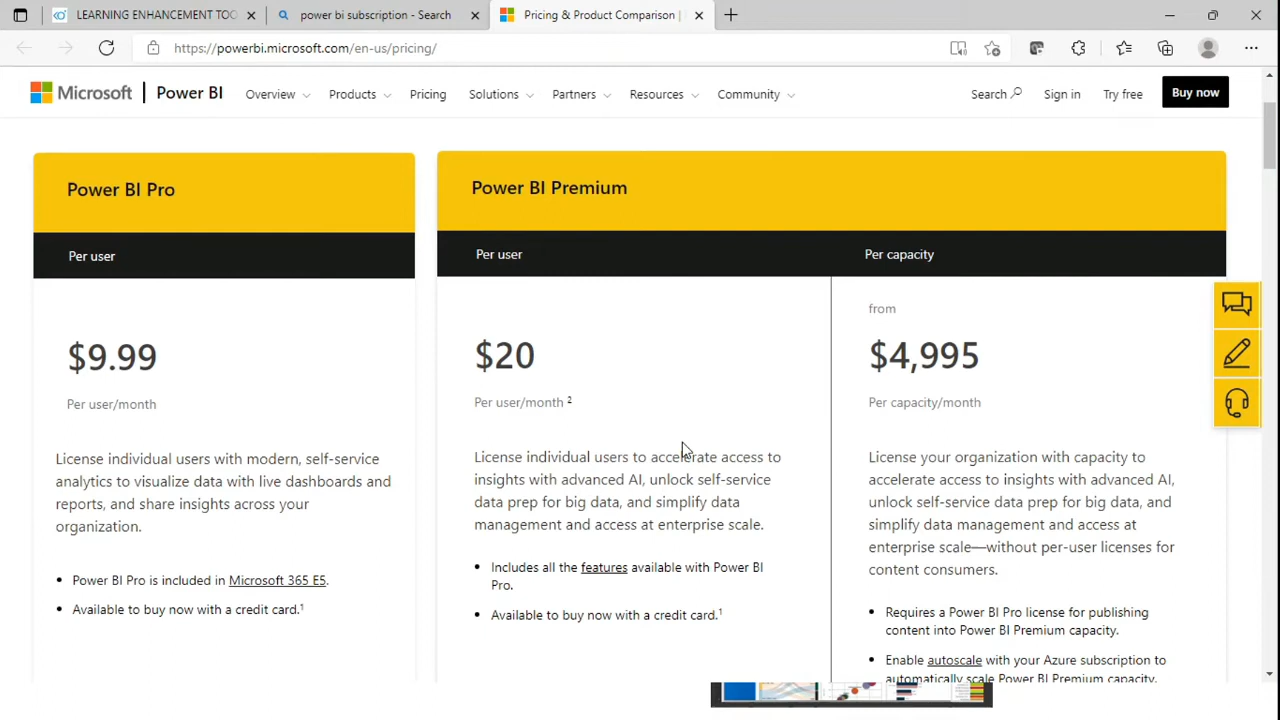 LEARNING ENHANCEMENT TOO
power bi subscription - Search
Pricing & Product Comparison |
https://powerbi.microsoft.com/en-us/pricing/
Microsoft
Power BI
Overview
Products
Pricing
Solutions
Partners
Resources
Community
Search
Sign in
Try free
Buy now
Power BI Pro
Per user
$9.99
Per user/month
License individual users with modern, self-service
analytics to visualize data with live dashboards and
reports, and share insights across your
organization.
• Power BI Pro is included in Microsoft 365 E5.
• Available to buy now with a credit card.1
Power BI Premium
Per user
$20
Per user/month 2
License individual users to accelerate access to
insights with advanced AI, unlock self-service
data prep for big data, and simplify data
management and access at enterprise scale.
• Includes all the features available with Power BI
Pro.
• Available to buy now with a credit card.1
Per capacity
from
$4,995
Per capacity/month
License your organization with capacity to
accelerate access to insights with advanced AI,
unlock self-service data prep for big data, and
simplify data management and access at
enterprise scale—without per-user licenses for
content consumers.
• Requires a Power BI Pro license for publishing
content into Power BI Premium capacity.
• Enable autoscale with your Azure subscription to
automatically scale Power BI Premium capacity.